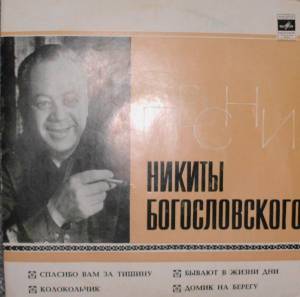 ПЕСНИ
НИКИТЫ
БОГОСЛОВСКОГО
СПАСИБО ВАМ ЗА ТИШИНУ
КОЛОКОЛЬЧИК
БЫВАЮТ В ЖИЗНИ ДНИ
ДОМИК НА БЕРЕГУ